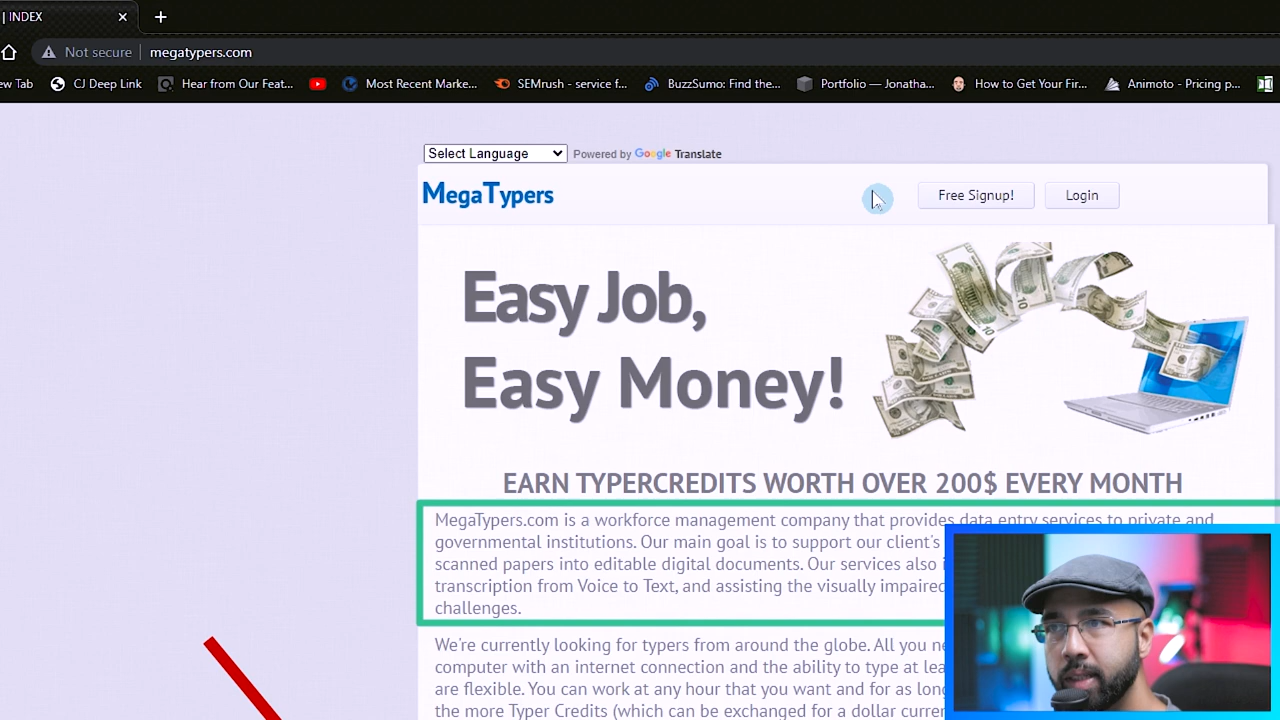 | INDEX
Not secure megatypers.com
ew Tab CJ Deep Link Hear from Our Feat... Most Recent Marke... SEMrush - service f... BuzzSumo: Find the... Portfolio — Jonatha... How to Get Your Fir... Animoto - Pricing p...
Select Language Powered by Google Translate
MegaTypers Free Signup! Login
Easy Job,
Easy Money!
EARN TYPERCREDITS WORTH OVER 200$ EVERY MONTH
MegaTypers.com is a workforce management company that provides data entry services to private and
governmental institutions. Our main goal is to support our client's
scanned papers into editable digital documents. Our services also
transcription from Voice to Text, and assisting the visually impaired
challenges.
We're currently looking for typers from around the globe. All you
computer with an internet connection and the ability to type at
are flexible. You can work at any hour that you want and for as
the more Typer Credits (which can be exchanged for a dollar